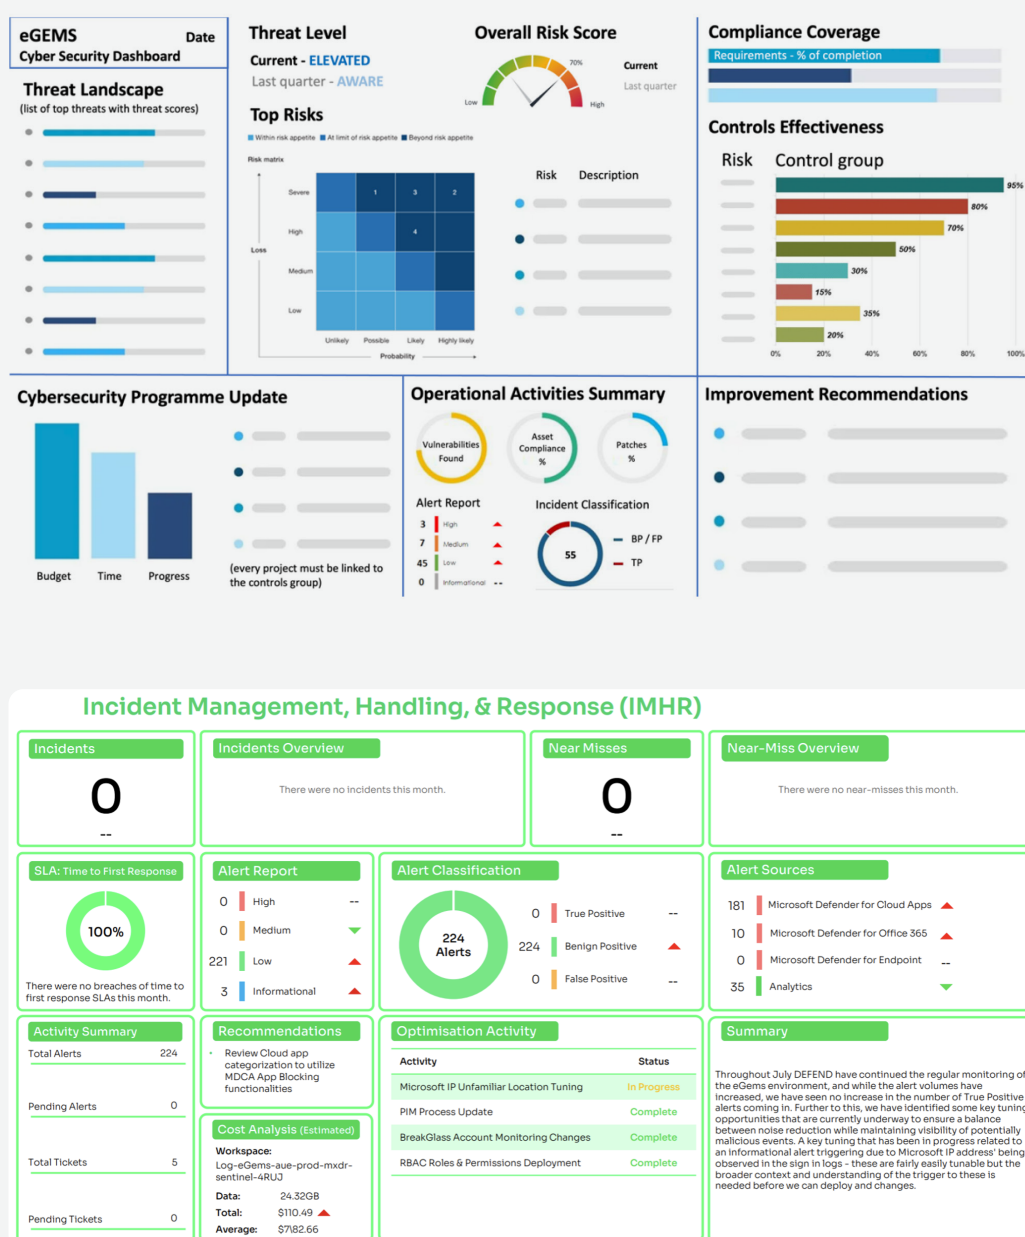 eGEMS
Date
Cyber Security Dashboard
Threat Landscape
(list of top threats with threat scores)
Threat Level
Current - ELEVATED
Last quarter - AWARE
Overall Risk Score
70%
Low
High
Current
Last quarter
Top Risks
Within risk appetite
At limit of risk appetite
Beyond risk appetite
Risk matrix
Severe
1
3
2
High
4
Loss
Medium
Low
Unlikely
Possible
Likely
Highly likely
Probability
Risk
Description
Compliance Coverage
Requirements - % of completion
Controls Effectiveness
Risk
Control group
95%
80%
70%
50%
30%
15%
35%
20%
0%
20%
40%
60%
80%
100%
Cybersecurity Programme Update
Budget
Time
Progress
(every project must be linked to
the controls group)
Operational Activities Summary
Vulnerabilities
Found
Asset
Compliance
%
Patches
%
Alert Report
3 High
7 Medium
45 Low
0 Informational --
Incident Classification
55
BP / FP
TP
Improvement Recommendations
Incident Management, Handling, & Response (IMHR)
Incidents
0
--
Incidents Overview
There were no incidents this month.
Near Misses
0
--
Near-Miss Overview
There were no near-misses this month.
SLA: Time to First Response
100%
There were no breaches of time to
first response SLAs this month.
Alert Report
0 High --
0 Medium
221 Low
3 Informational
Alert Classification
224
Alerts
0 True Positive --
224 Benign Positive
0 False Positive --
Alert Sources
181 Microsoft Defender for Cloud Apps
10 Microsoft Defender for Office 365
0 Microsoft Defender for Endpoint --
35 Analytics
Activity Summary
Total Alerts 224
Pending Alerts 0
Total Tickets 5
Pending Tickets 0
Recommendations
- Review Cloud app
categorization to utilize
MDCA App Blocking
functionalities
Cost Analysis (Estimated)
Workspace:
Log-eGems-aue-prod-mxdr-
sentinel-4RUJ
Data: 24.32GB
Total: $110.49
Average: $7\82.66
Optimisation Activity
Activity Status
Microsoft IP Unfamiliar Location Tuning In Progress
PIM Process Update Complete
BreakGlass Account Monitoring Changes Complete
RBAC Roles & Permissions Deployment Complete
Summary
Throughout July DEFEND have continued the regular monitoring of
the eGems environment, and while the alert volumes have
increased, we have seen no increase in the number of True Positive
alerts coming in. Further to this, we have identified some key tuning
opportunities that are currently underway to ensure a balance
between noise reduction while maintaining visibility of potentially
malicious events. A key tuning that has been in progress related to
an informational alert triggering due to Microsoft IP address' being
observed in the sign in logs - these are fairly easily tunable but the
broader context and understanding of the trigger to these is
needed before we can deploy and changes.